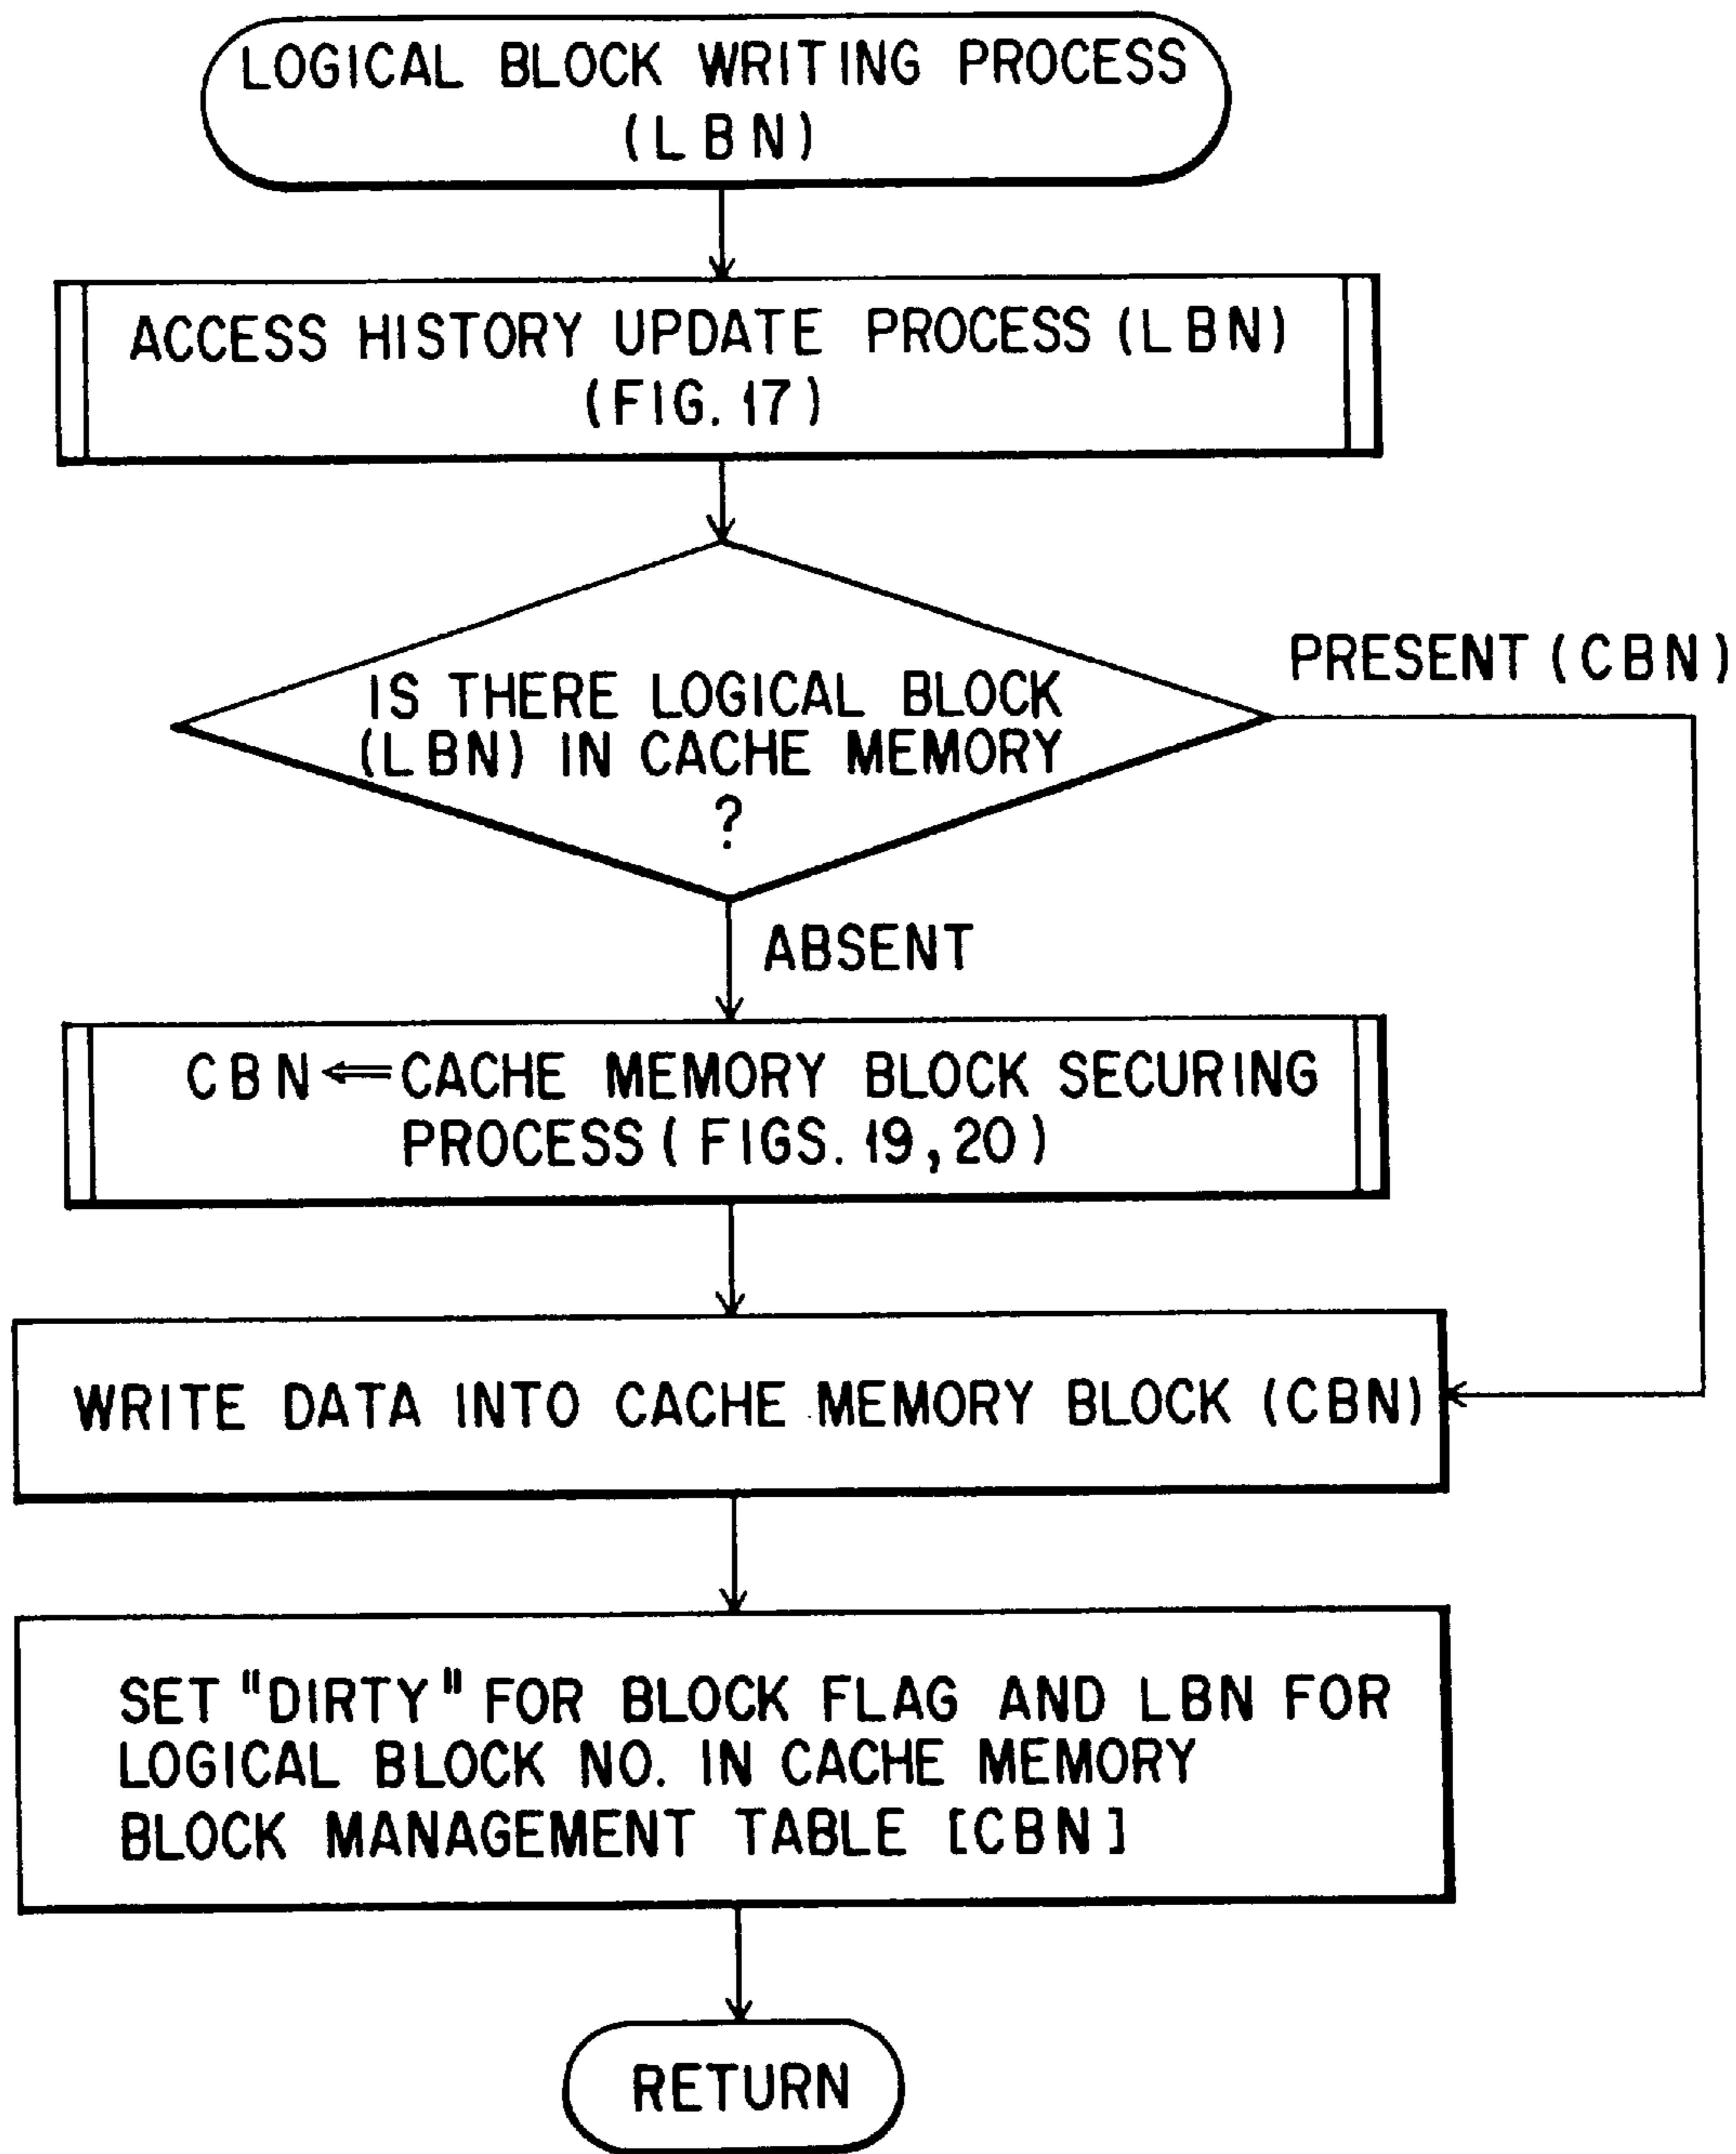 LOGICAL BLOCK WRITING PROCESS
(LBN)
ACCESS HISTORY UPDATE PROCESS (LBN)
(FIG. 17)
IS THERE LOGICAL BLOCK
(LBN) IN CACHE MEMORY
?
PRESENT (CBN)
ABSENT
CBN ⇐ CACHE MEMORY BLOCK SECURING
PROCESS (FIGS. 19, 20)
WRITE DATA INTO CACHE MEMORY BLOCK (CBN)
SET "DIRTY" FOR BLOCK FLAG AND LBN FOR
LOGICAL BLOCK NO. IN CACHE MEMORY
BLOCK MANAGEMENT TABLE [CBN]
RETURN